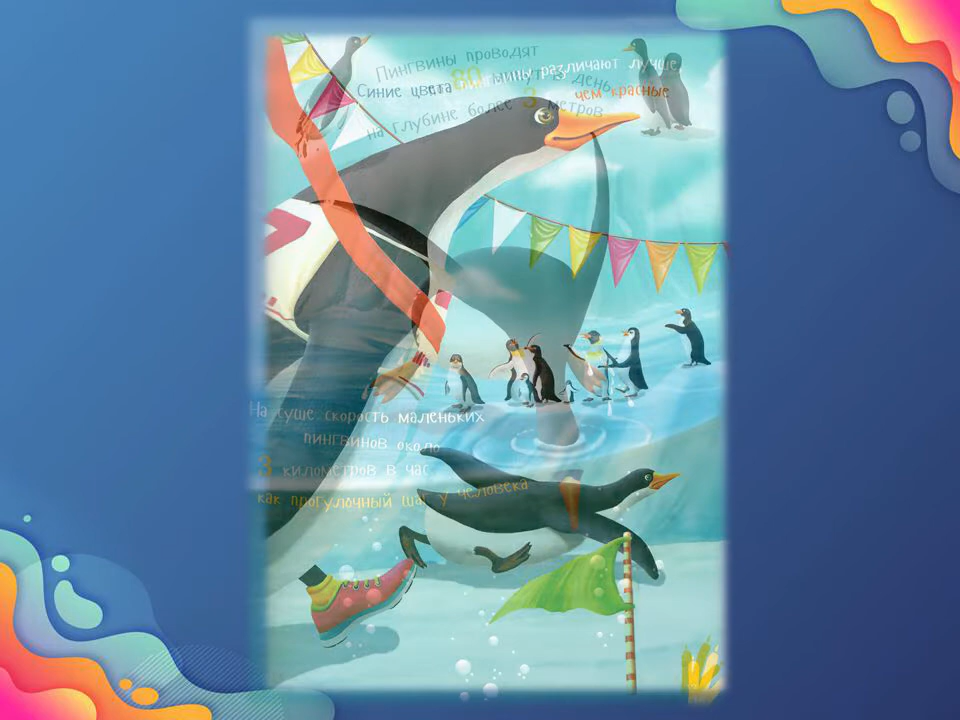 Пингвины проводят
80 минут в день
на глубине более 3 метров
Синие цвета пингвины различают лучше
чем красные
На суше скорость маленьких
пингвинов около
3 километров в час
как прогулочный шаг у человека